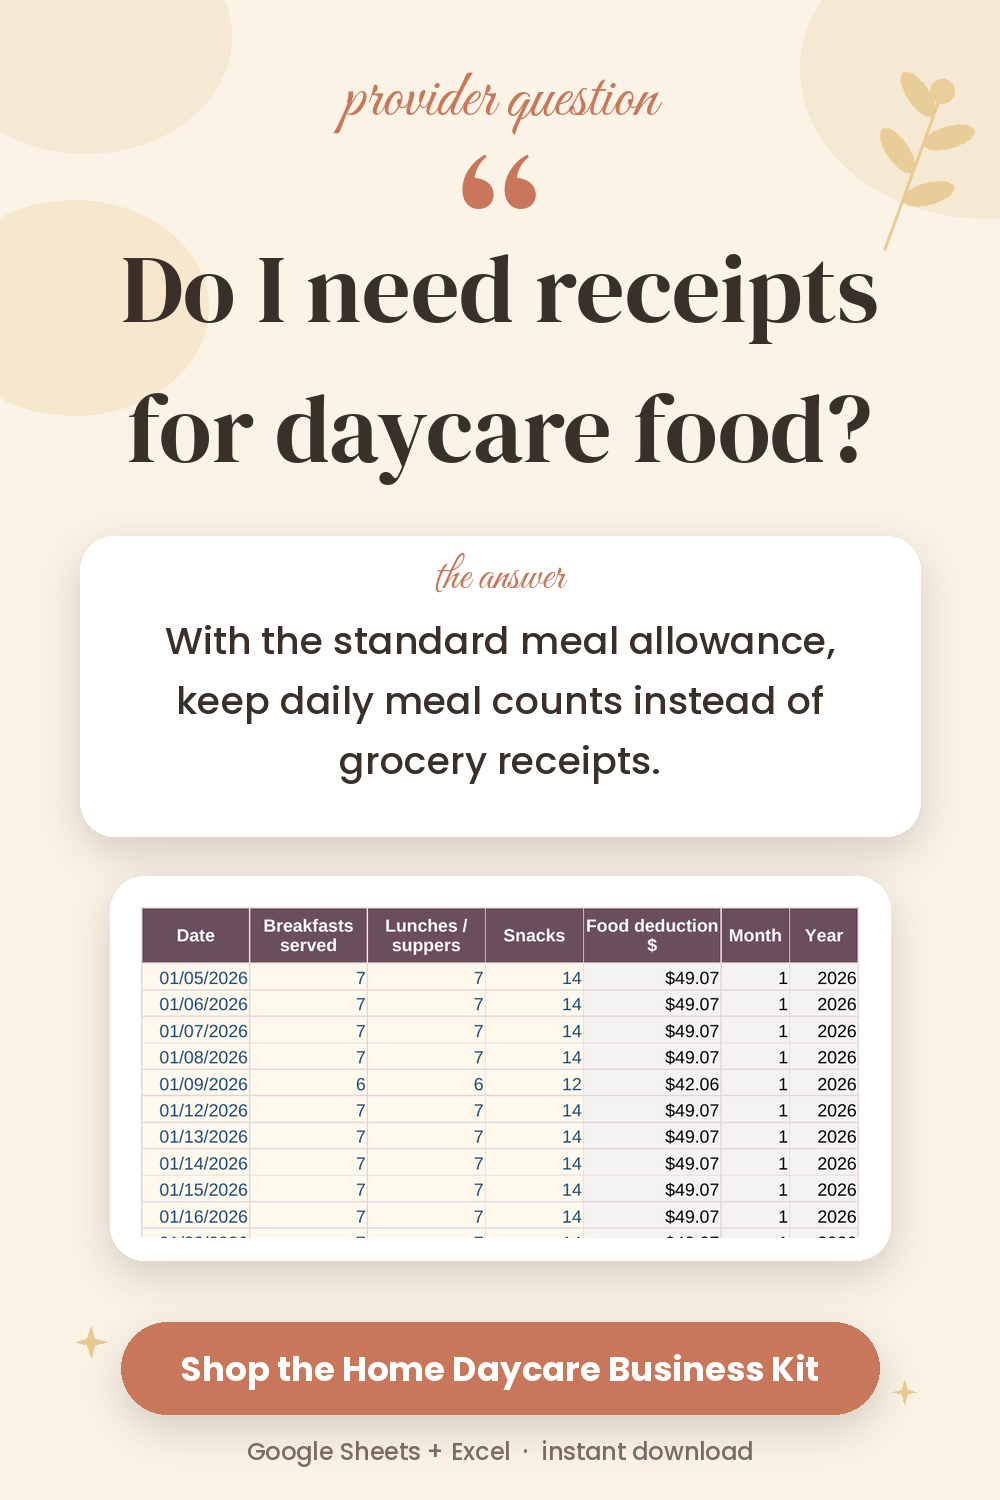 provider question
“
Do I need receipts
for daycare food?
the answer
With the standard meal allowance,
keep daily meal counts instead of
grocery receipts.
Date Breakfasts served Lunches / suppers Snacks Food deduction $ Month Year
01/05/2026 7 7 14 $49.07 1 2026
01/06/2026 7 7 14 $49.07 1 2026
01/07/2026 7 7 14 $49.07 1 2026
01/08/2026 7 7 14 $49.07 1 2026
01/09/2026 6 6 12 $42.06 1 2026
01/12/2026 7 7 14 $49.07 1 2026
01/13/2026 7 7 14 $49.07 1 2026
01/14/2026 7 7 14 $49.07 1 2026
01/15/2026 7 7 14 $49.07 1 2026
01/16/2026 7 7 14 $49.07 1 2026
Shop the Home Daycare Business Kit
Google Sheets + Excel · instant download